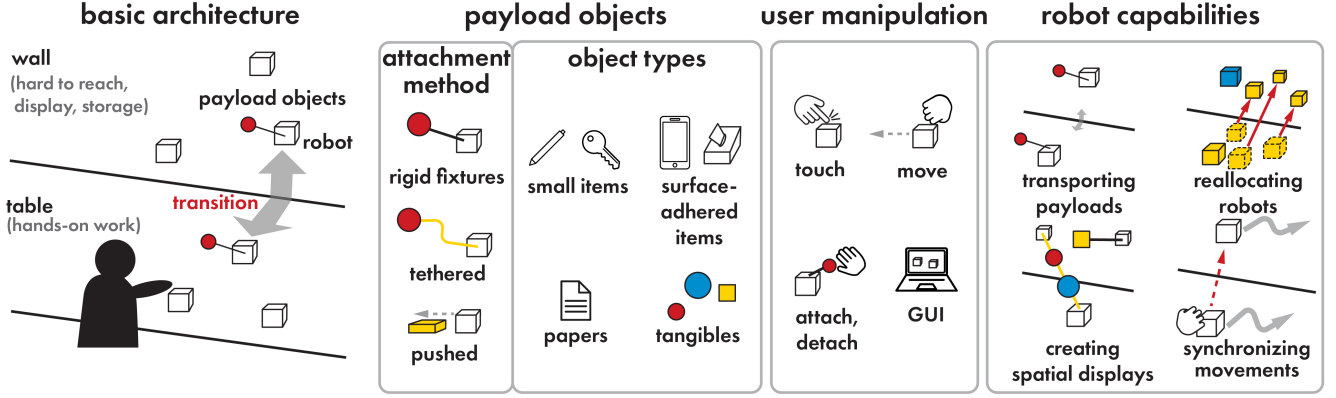 basic architecture
wall
(hard to reach,
display, storage)
payload objects
robot
transition
table
(hands-on work)
payload objects
attachment
method
rigid fixtures
tethered
pushed
object types
small items
surface-
adhered
items
papers
tangibles
user manipulation
touch
move
attach,
detach
GUI
robot capabilities
transporting
payloads
reallocating
robots
creating
spatial displays
synchronizing
movements